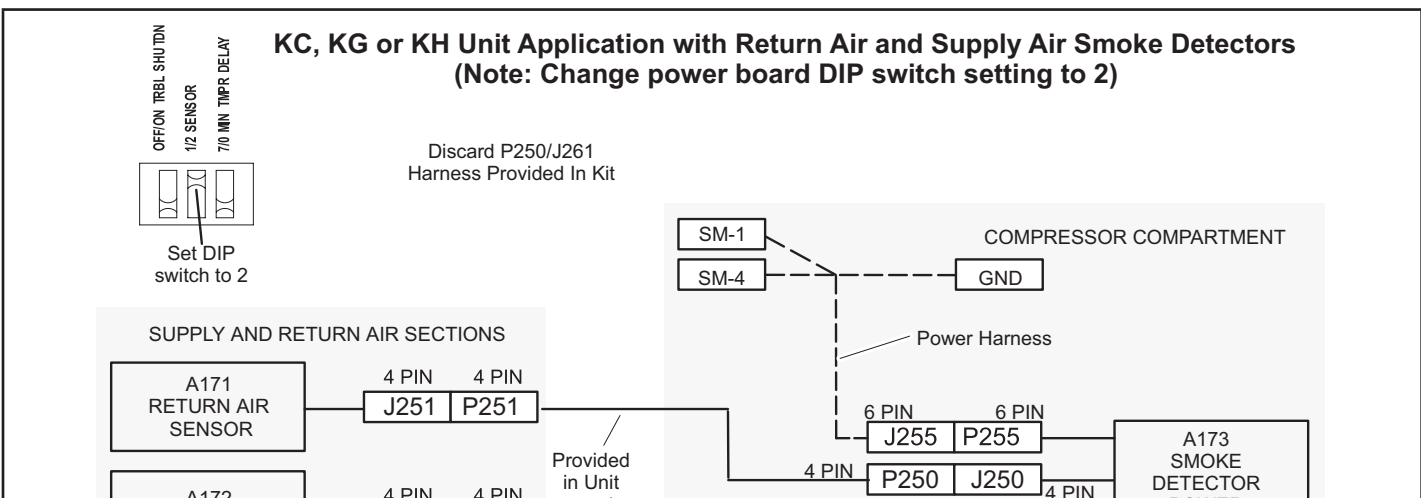 KC, KG or KH Unit Application with Return Air and Supply Air Smoke Detectors
(Note: Change power board DIP switch setting to 2)
OFF/ON TRBL SHUTDN
1/2 SENSOR
7/0 MIN TMPR DELAY
Set DIP
switch to 2
Discard P250/J261
Harness Provided In Kit
COMPRESSOR COMPARTMENT
SM-1
SM-4
GND
Power Harness
SUPPLY AND RETURN AIR SECTIONS
A171
RETURN AIR
SENSOR
4 PIN 4 PIN
J251 P251
Provided
in Unit
6 PIN 6 PIN
J255 P255
4 PIN
P250 J250
4 PIN
A173
SMOKE
DETECTOR
A172
4 PIN 4 PIN